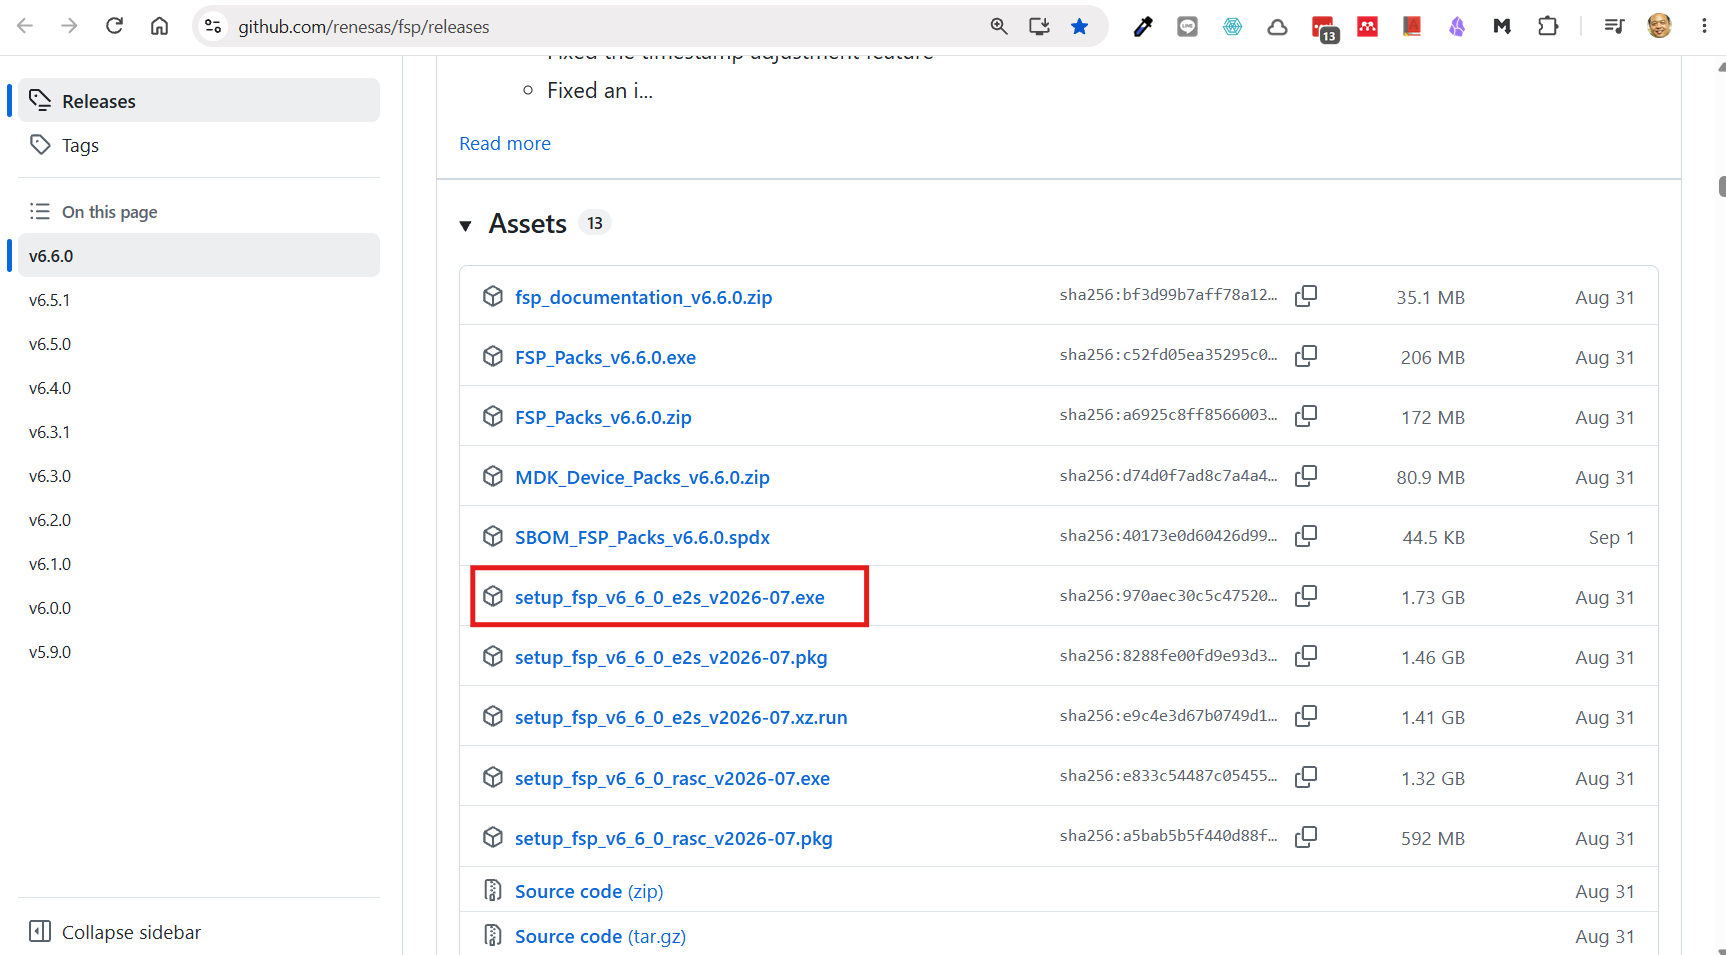 github.com/renesas/fsp/releases
13
Releases
Tags
On this page
v6.6.0
v6.5.1
v6.5.0
v6.4.0
v6.3.1
v6.3.0
v6.2.0
v6.1.0
v6.0.0
v5.9.0
Collapse sidebar
Fixed the timestamp adjustment feature
Fixed an i...
Read more
Assets 13
fsp_documentation_v6.6.0.zip sha256:bf3d99b7aff78a12... 35.1 MB Aug 31
FSP_Packs_v6.6.0.exe sha256:c52fd05ea35295c0... 206 MB Aug 31
FSP_Packs_v6.6.0.zip sha256:a6925c8ff8566003... 172 MB Aug 31
MDK_Device_Packs_v6.6.0.zip sha256:d74d0f7ad8c7a4a4... 80.9 MB Aug 31
SBOM_FSP_Packs_v6.6.0.spdx sha256:40173e0d60426d99... 44.5 KB Sep 1
setup_fsp_v6_6_0_e2s_v2026-07.exe sha256:970aec30c5c47520... 1.73 GB Aug 31
setup_fsp_v6_6_0_e2s_v2026-07.pkg sha256:8288fe00fd9e93d3... 1.46 GB Aug 31
setup_fsp_v6_6_0_e2s_v2026-07.xz.run sha256:e9c4e3d67b0749d1... 1.41 GB Aug 31
setup_fsp_v6_6_0_rasc_v2026-07.exe sha256:e833c54487c05455... 1.32 GB Aug 31
setup_fsp_v6_6_0_rasc_v2026-07.pkg sha256:a5bab5b5f440d88f... 592 MB Aug 31
Source code (zip) Aug 31
Source code (tar.gz) Aug 31